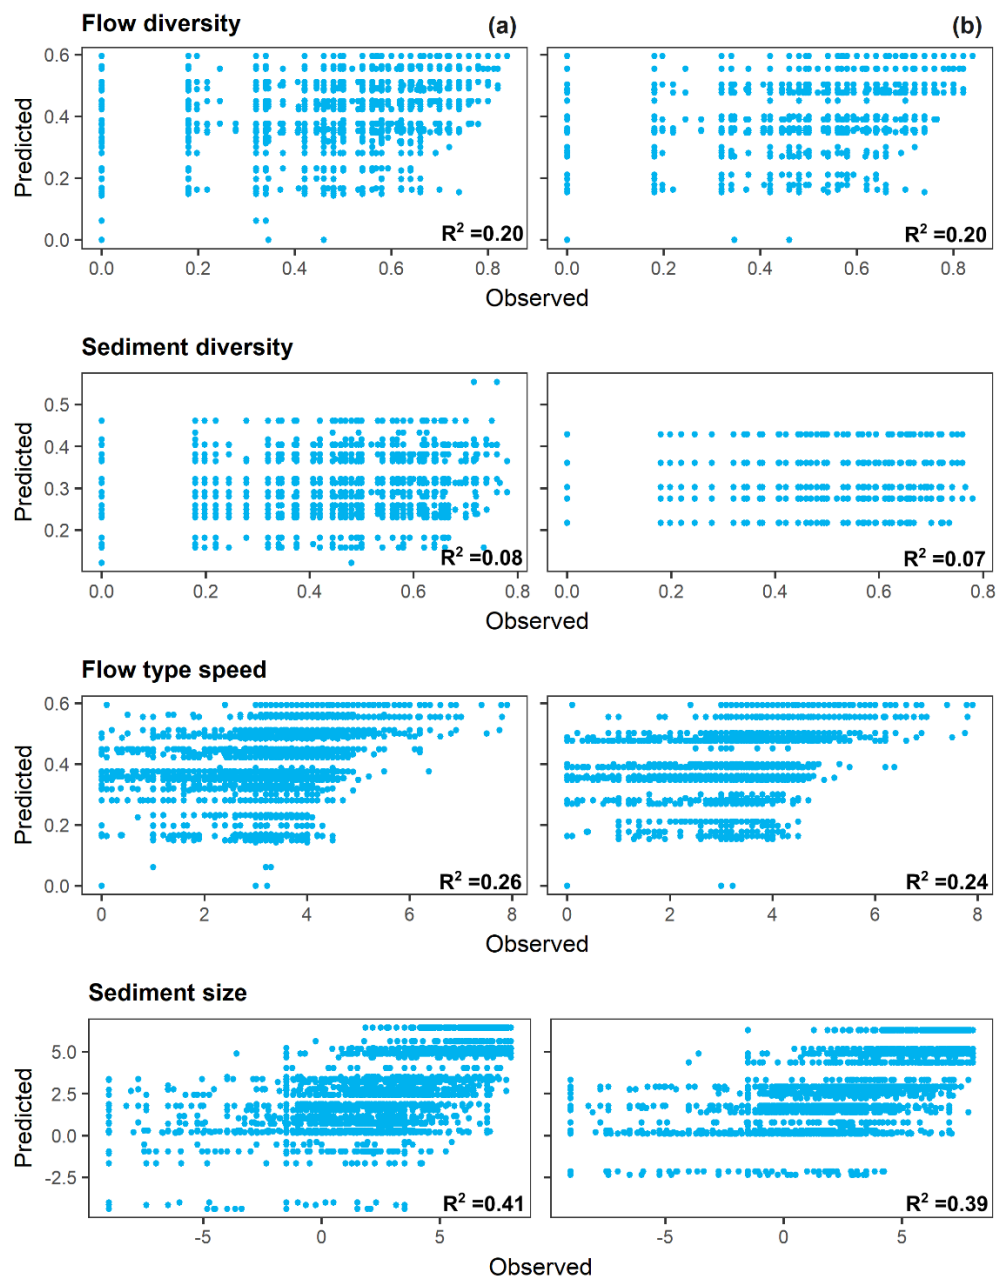 Flow diversity (a) (b)
0.6
0.4
0.2
0.0
Predicted
R² =0.20 R² =0.20
0.0 0.2 0.4 0.6 0.8 0.0 0.2 0.4 0.6 0.8
Observed
Sediment diversity
0.5
0.4
0.3
0.2
Predicted
R² =0.08 R² =0.07
0.0 0.2 0.4 0.6 0.8 0.0 0.2 0.4 0.6 0.8
Observed
Flow type speed
0.6
0.4
0.2
0.0
Predicted
R² =0.26 R² =0.24
0 2 4 6 8 0 2 4 6 8
Observed
Sediment size
5.0
2.5
0.0
-2.5
Predicted
R² =0.41 R² =0.39
-5 0 5 -5 0 5
Observed